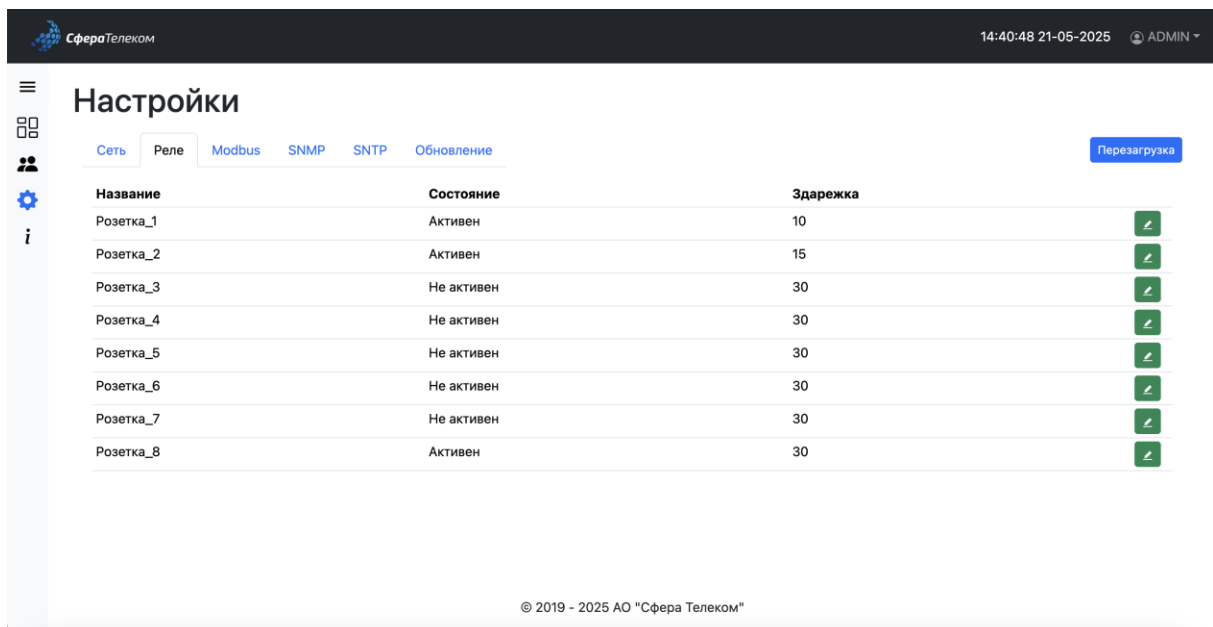 СфераТелеком
14:40:48 21-05-2025 ADMIN
Настройки
Сеть Реле Modbus SNMP SNTP Обновление Перезагрузка
Название Состояние Здарежка
Розетка_1 Активен 10
Розетка_2 Активен 15
Розетка_3 Не активен 30
Розетка_4 Не активен 30
Розетка_5 Не активен 30
Розетка_6 Не активен 30
Розетка_7 Не активен 30
Розетка_8 Активен 30
© 2019 - 2025 АО "Сфера Телеком"